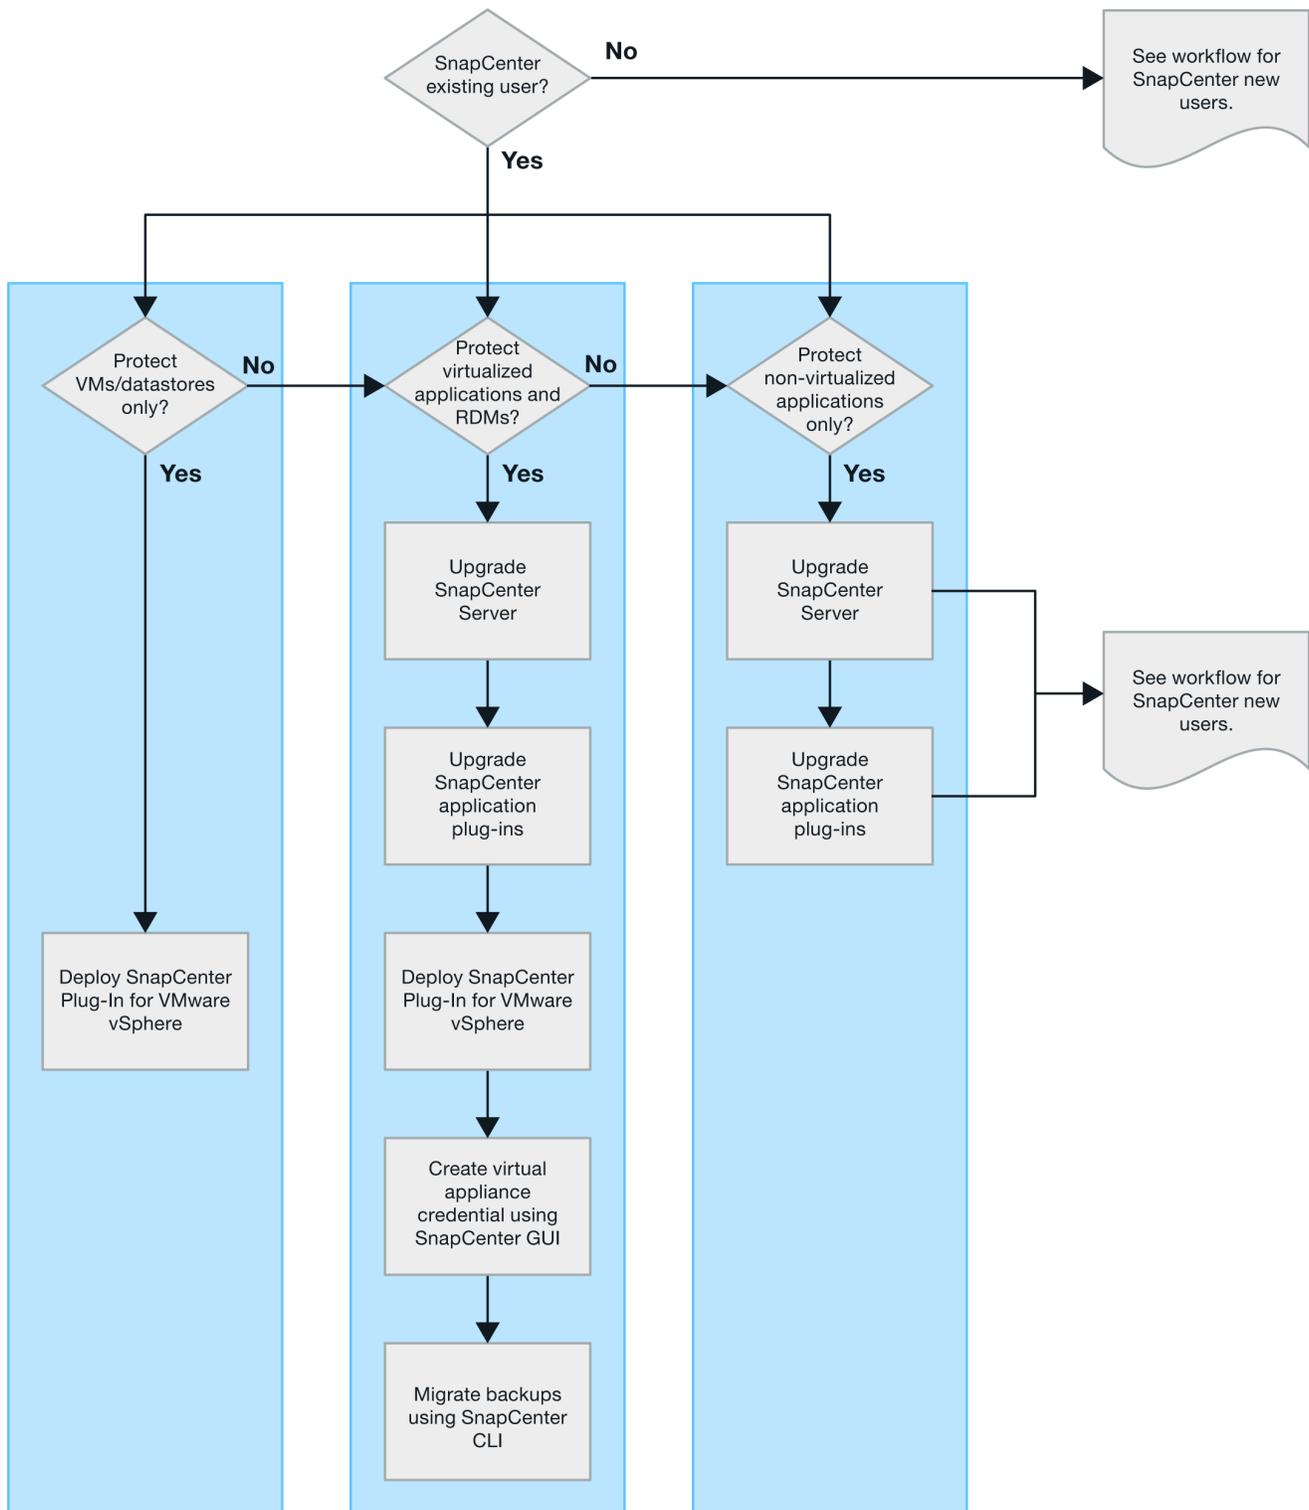 SnapCenter
existing user?
No
See workflow for
SnapCenter new
users.
Yes
Protect
VMs/datastores
only?
No
Protect
virtualized
applications and
RDMs?
No
Protect
non-virtualized
applications
only?
Yes
Yes
Yes
Upgrade
SnapCenter
Server
Upgrade
SnapCenter
Server
See workflow for
SnapCenter new
users.
Upgrade
SnapCenter
application
plug-ins
Upgrade
SnapCenter
application
plug-ins
Deploy SnapCenter
Plug-In for VMware
vSphere
Deploy SnapCenter
Plug-In for VMware
vSphere
Create virtual
appliance
credential using
SnapCenter GUI
Migrate backups
using SnapCenter
CLI